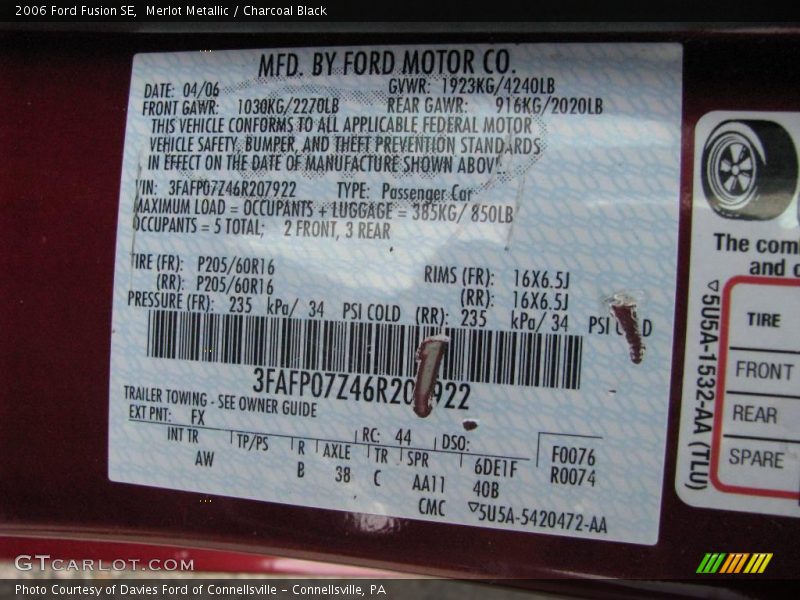 2006 Ford Fusion SE, Merlot Metallic / Charcoal Black
MFD. BY FORD MOTOR CO.
DATE: 04/06 GVWR: 1923KG/4240LB
FRONT GAWR: 1030KG/2270LB REAR GAWR: 916KG/2020LB
THIS VEHICLE CONFORMS TO ALL APPLICABLE FEDERAL MOTOR
VEHICLE SAFETY, BUMPER, AND THEFT PREVENTION STANDARDS
IN EFFECT ON THE DATE OF MANUFACTURE SHOWN ABOV
VIN: 3FAFP07Z46R207922 TYPE: Passenger Car
MAXIMUM LOAD = OCCUPANTS + LUGGAGE = 385KG/ 850LB
OCCUPANTS = 5 TOTAL; 2 FRONT, 3 REAR
TIRE (FR): P205/60R16 RIMS (FR): 16X6.5J
(RR): P205/60R16 (RR): 16X6.5J
PRESSURE (FR): 235 kPa/ 34 PSI COLD (RR): 235 kPa/ 34 PSI D
3FAFP07Z46R20 922
TRAILER TOWING - SEE OWNER GUIDE
EXT PNT: FX RC: 44 DSO: F0076
INT TR TP/PS R AXLE TR SPR 6DE1F R0074
AW B 38 C AA11 40B
CMC ▽5U5A-5420472-AA
The com
and c
▽5U5A-1532-AA (TLU)
TIRE
FRONT
REAR
SPARE
GTCARLOT.COM
Photo Courtesy of Davies Ford of Connellsville – Connellsville, PA